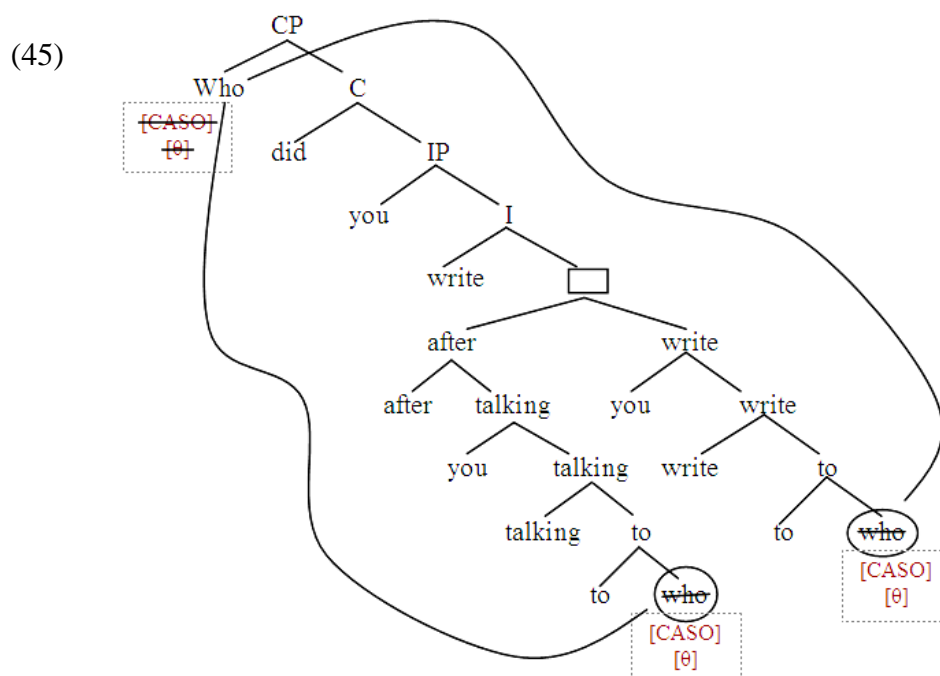 CP
(45)
Who C
[CASO]
[θ]
did IP
you I
write
after write
after talking you write
you talking write to
talking to to who
[CASO]
[θ]
to who
[CASO]
[θ]